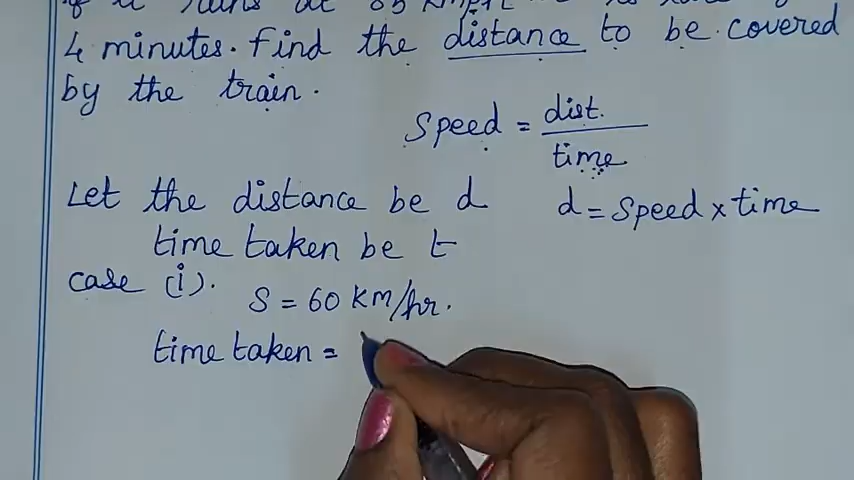 4 minutes. Find the distance to be covered
by the train.
Speed = dist. / time
Let the distance be d
d = Speed × time
time taken be t
case (i).
S = 60 km/hr.
time taken =